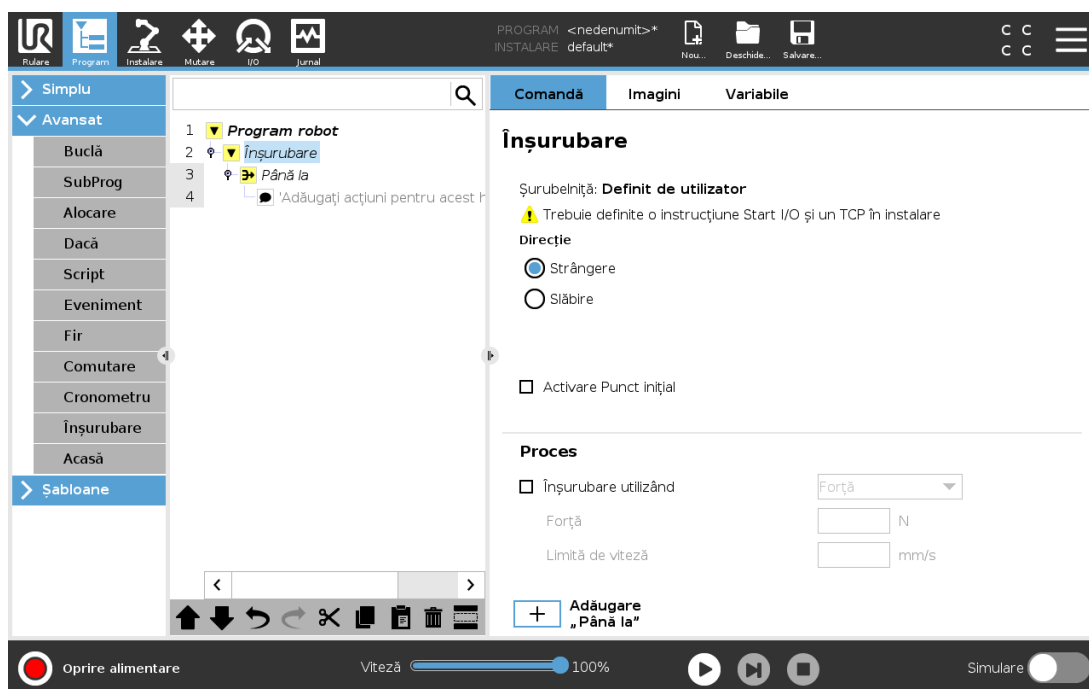 PROGRAM <nedenumit>*
INSTALARE default*
Rulare Program Instalare Mutare I/O Jurnal Nou... Deschide... Salvare...
C C
C C
Simplu
Avansat
Buclă
SubProg
Alocare
Dacă
Script
Eveniment
Fir
Comutare
Cronometru
Înșurubare
Acasă
Șabloane
1 Program robot
2 Înșurubare
3 Până la
4 'Adăugați acțiuni pentru acest h
Comandă Imagini Variabile
Înșurubare
Șurubelniță: Definit de utilizator
Trebuie definite o instrucțiune Start I/O și un TCP în instalare
Direcție
Strângere
Slăbire
Activare Punct inițial
Proces
Înșurubare utilizând Forță
Forță N
Limită de viteză mm/s
+ Adăugare
„Până la”
Oprire alimentare Viteză 100% Simulare